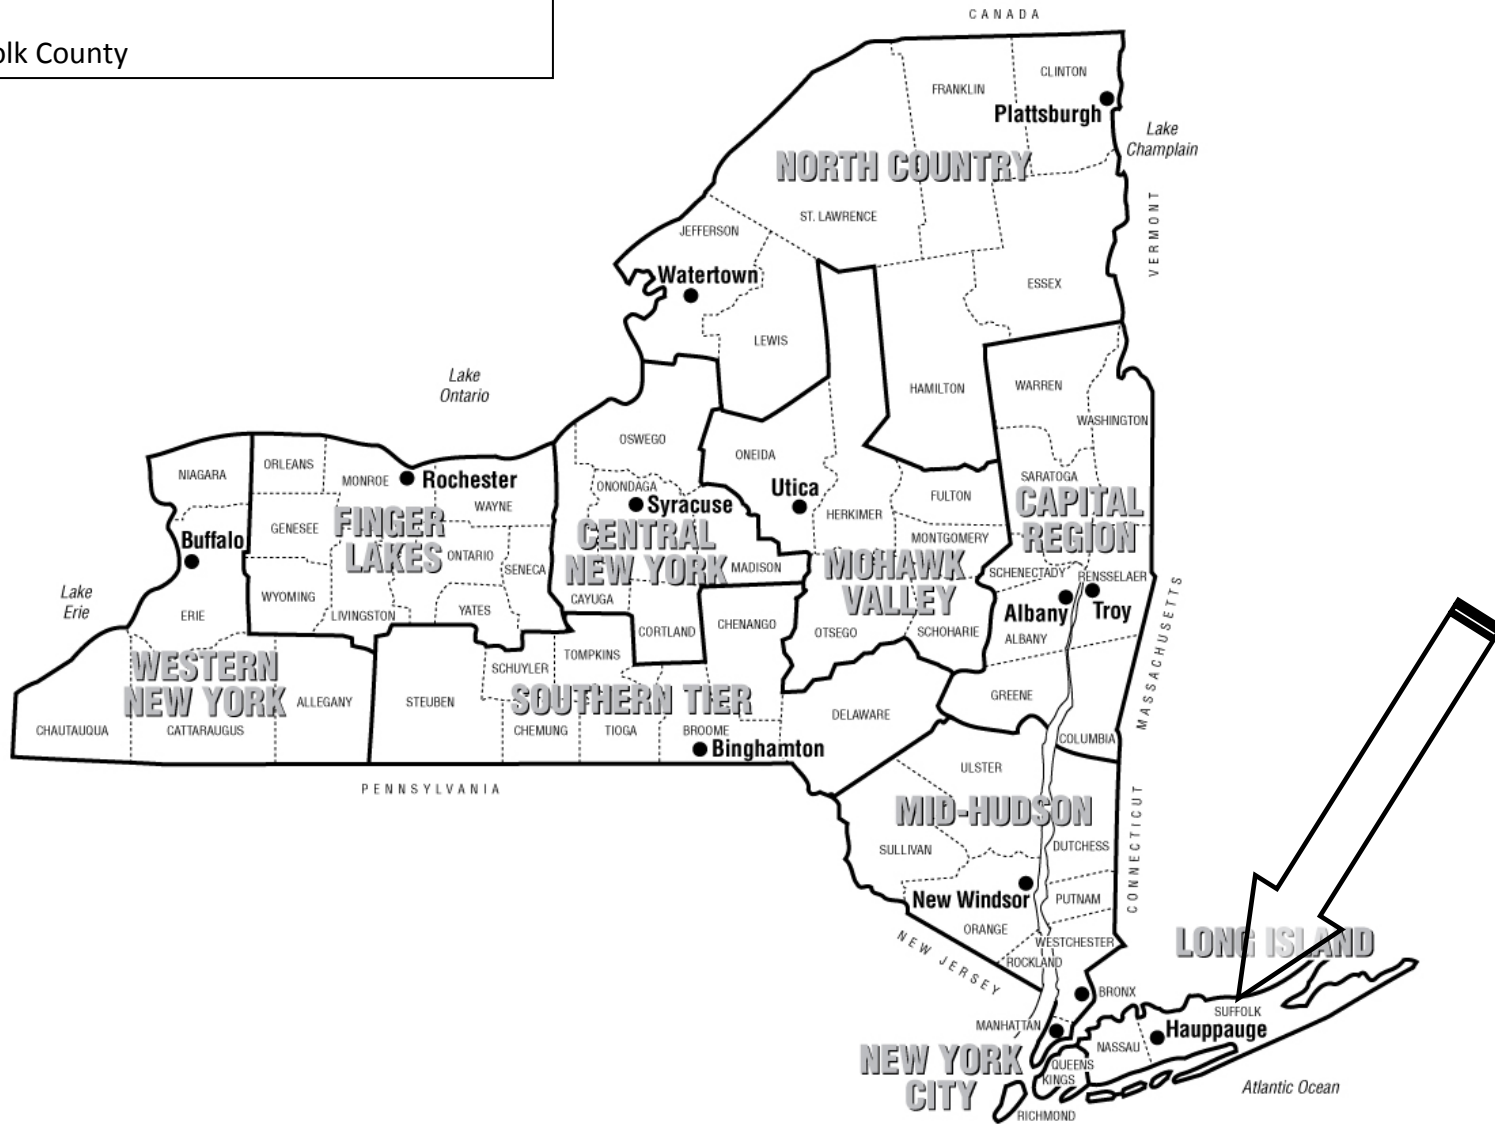 olk County
CANADA
CLINTON
FRANKLIN
Plattsburgh
Lake
Champlain
NORTH COUNTRY
VERMONT
ST. LAWRENCE
JEFFERSON
Watertown
ESSEX
LEWIS
Lake
Ontario
HAMILTON
WARREN
WASHINGTON
OSWEGO
ONEIDA
NIAGARA
ORLEANS
MONROE
Rochester
WAYNE
ONONDAGA
Syracuse
Utica
HERKIMER
FULTON
SARATOGA
CAPITAL
REGION
GENESEE
FINGER
LAKES
ONTARIO
SENECA
CENTRAL
NEW YORK
MADISON
MONTGOMERY
MOHAWK
VALLEY
SCHENECTADY
RENSSELAER
Buffalo
Lake
Erie
ERIE
WYOMING
LIVINGSTON
YATES
CAYUGA
CORTLAND
CHENANGO
OTSEGO
SCHOHARIE
Albany
ALBANY
Troy
MASSACHUSETTS
WESTERN
NEW YORK
ALLEGANY
CHAUTAUQUA
CATTARAUGUS
STEUBEN
SCHUYLER
TOMPKINS
SOUTHERN TIER
CHEMUNG
TIOGA
BROOME
Binghamton
DELAWARE
GREENE
COLUMBIA
PENNSYLVANIA
ULSTER
MID-HUDSON
SULLIVAN
DUTCHESS
CONNECTICUT
New Windsor
PUTNAM
ORANGE
WESTCHESTER
ROCKLAND
NEW JERSEY
LONG ISLAND
BRONX
MANHATTAN
SUFFOLK
Hauppauge
NASSAU
NEW YORK
CITY
QUEENS
KINGS
RICHMOND
Atlantic Ocean